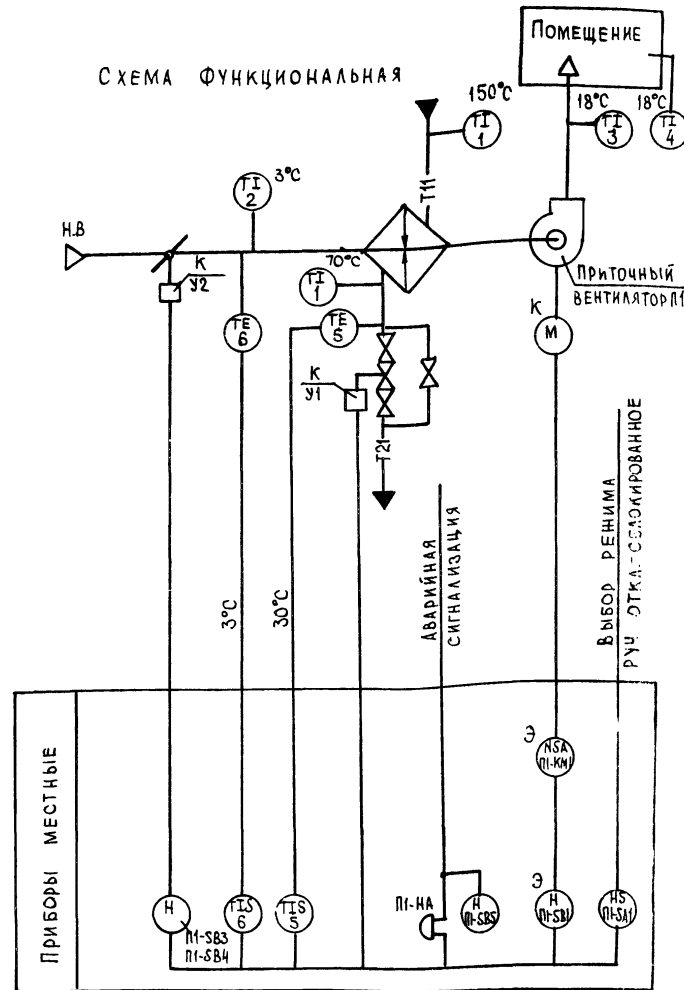 Схема функциональная
Помещение
150°C
18°C
18°C
TI
1
TI
3
TI
4
TI
2
3°C
T11
Н.В
К
У2
70°C
TI
1
Приточный
вентилятор П1
TE
6
TE
5
К
М
К
У1
T21
3°C
30°C
Аварийная
сигнализация
Выбор режима
Руч откл.-
Приборы местные
Э
NSA
П1-КМ1
Э
H
TIS
6
TIS
5
П1-НА
H
П1-SB5
H
П1-SB1
HS
П1-SA1
П1-SB3
П1-SB4